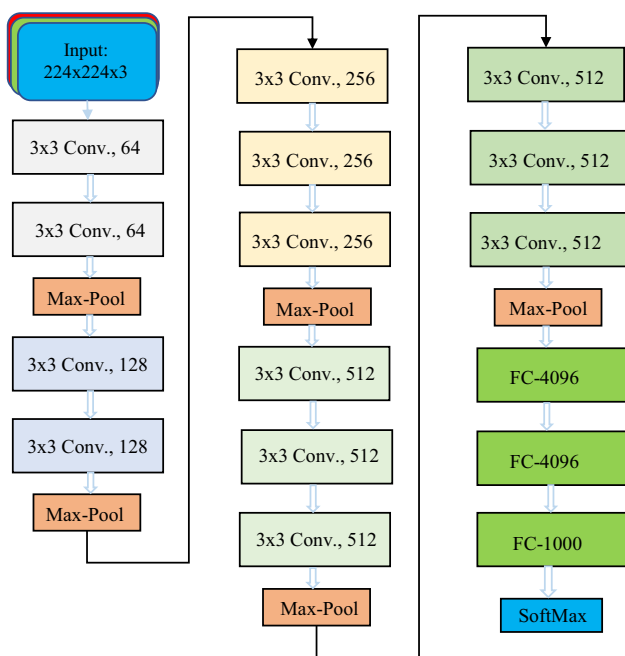 Input:
224x224x3
3x3 Conv., 64
3x3 Conv., 64
Max-Pool
3x3 Conv., 128
3x3 Conv., 128
Max-Pool
3x3 Conv., 256
3x3 Conv., 256
3x3 Conv., 256
Max-Pool
3x3 Conv., 512
3x3 Conv., 512
3x3 Conv., 512
Max-Pool
3x3 Conv., 512
3x3 Conv., 512
3x3 Conv., 512
Max-Pool
FC-4096
FC-4096
FC-1000
SoftMax